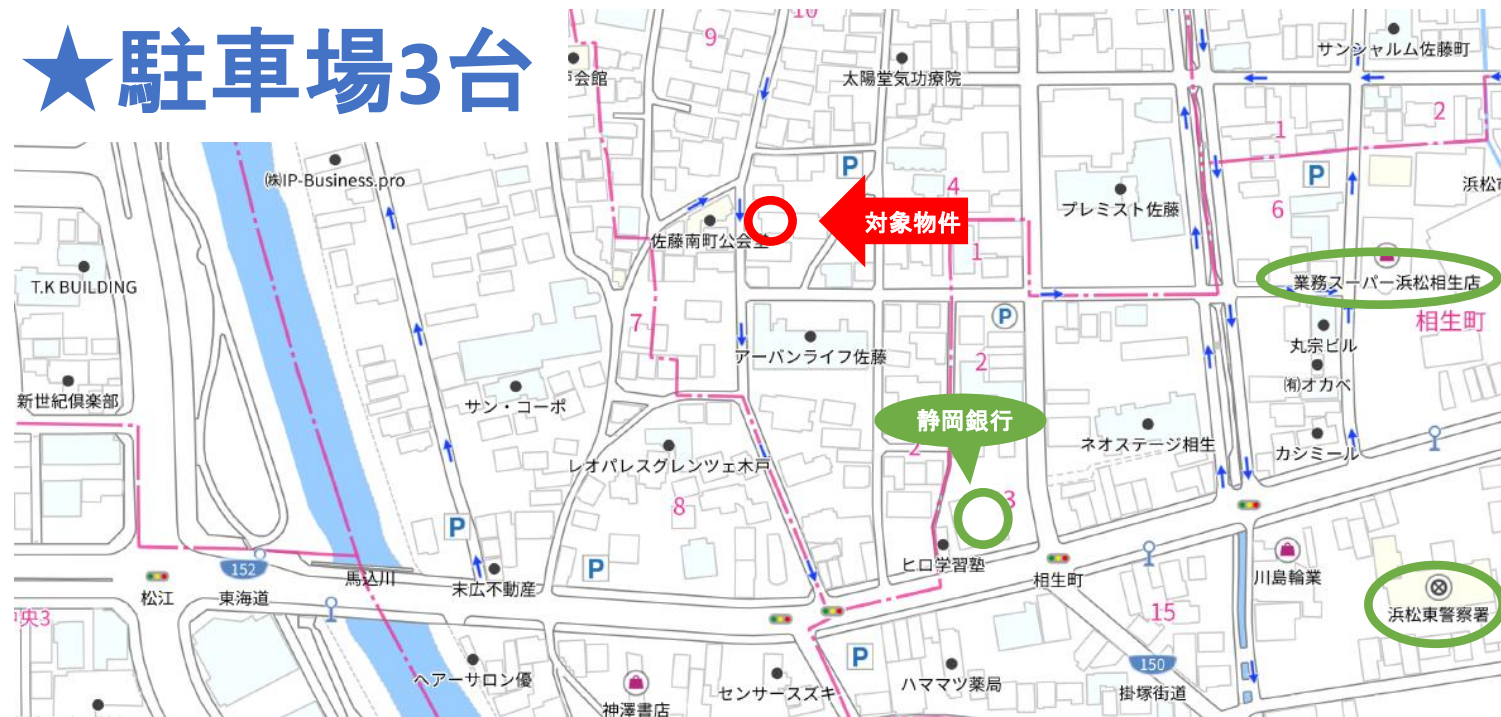 ★駐車場3台
9
10
サンシャルム佐藤町
戸会館
太陽堂気功療院
2
1
㈱IP-Business.pro
P
4
P
浜松市
対象物件
プレミスト佐藤
6
佐藤南町公会堂
1
T.K BUILDING
業務スーパー浜松相生店
P
相生町
7
アーバンライフ佐藤
丸宗ビル
2
㈲オカベ
新世紀倶楽部
サン・コーポ
静岡銀行
2
ネオステージ相生
カシミール
レオパレスグレンツェ木戸
8
3
P
P
152
馬込川
ヒロ学習塾
相生町
川島輪業
松江
東海道
末広不動産
浜松東警察署
中央3
15
P
150
ヘアーサロン優
センサースズキ
ハママツ薬局
掛塚街道
神澤書店